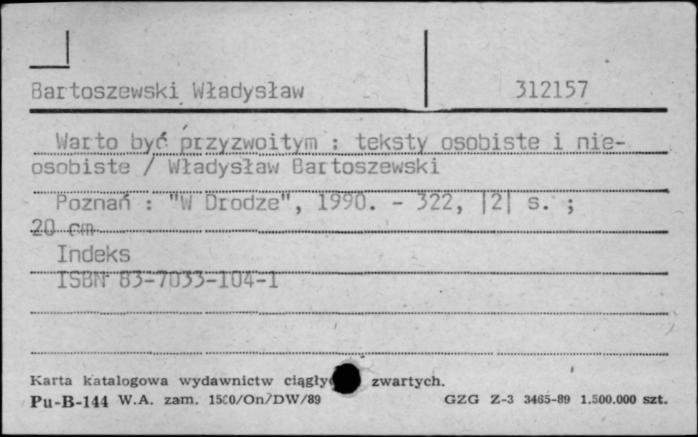 Bartoszewski Władysław 312157
Warto być przyzwoitym : teksty osobiste i nie-
osobiste / Władysław Bartoszewski
Poznań : "W Drodze", 1990. - 322, |2| s. ;
20 cm
Indeks
ISBN 83-7033-104-1
Karta katalogowa wydawnictw zwartych.
Pu-B-144 W.A. zam. 1500/On/DW/89 GZG Z-3 3465-89 1.500.000 szt.